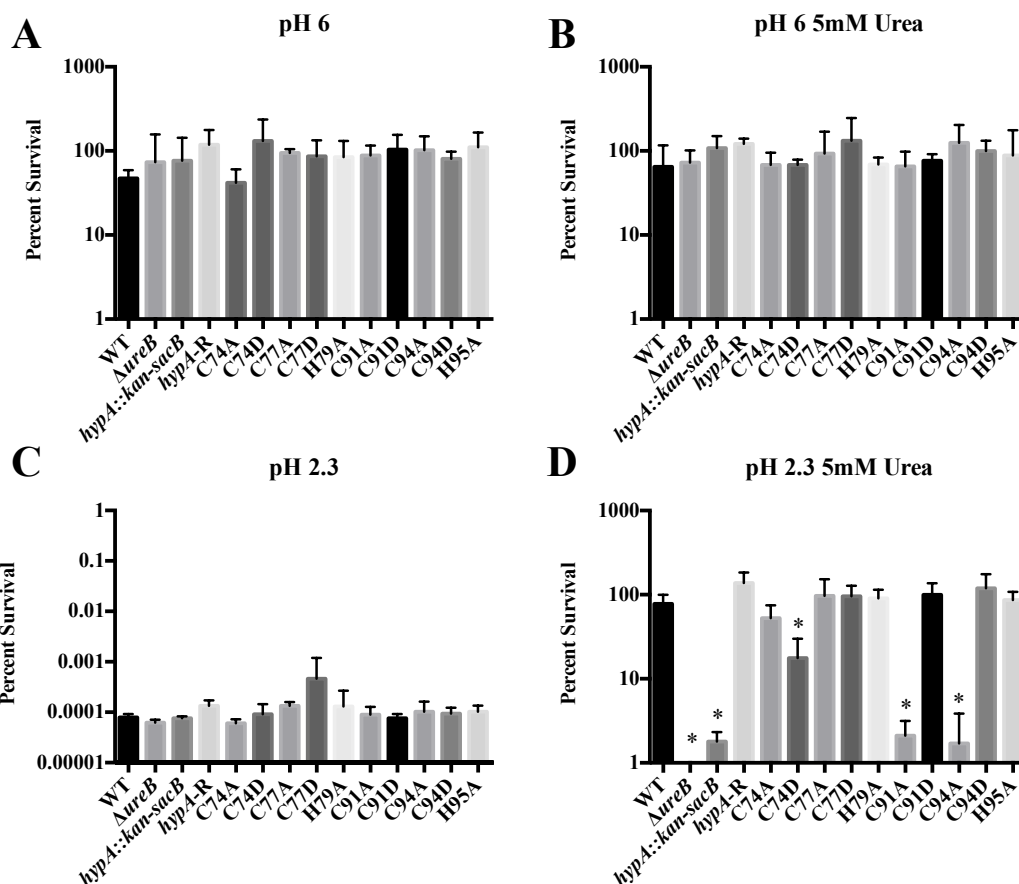 A
pH 6
Percent Survival
1000
100
10
1
WT
ΔureB
hypA::kan-sacB
hypA-R
C74A
C74D
C77A
C77D
H79A
C91A
C91D
C94A
C94D
H95A
B
pH 6 5mM Urea
Percent Survival
1000
100
10
1
WT
ΔureB
hypA::kan-sacB
hypA-R
C74A
C74D
C77A
C77D
H79A
C91A
C91D
C94A
C94D
H95A
C
pH 2.3
Percent Survival
1
0.1
0.01
0.001
0.0001
0.00001
WT
ΔureB
hypA::kan-sacB
hypA-R
C74A
C74D
C77A
C77D
H79A
C91A
C91D
C94A
C94D
H95A
D
pH 2.3 5mM Urea
Percent Survival
1000
100
10
1
* * * * *
WT
ΔureB
hypA::kan-sacB
hypA-R
C74A
C74D
C77A
C77D
H79A
C91A
C91D
C94A
C94D
H95A